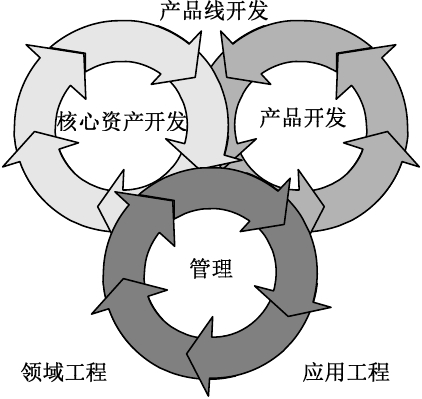 产品线开发
核心资产开发
产品开发
管理
领域工程
应用工程